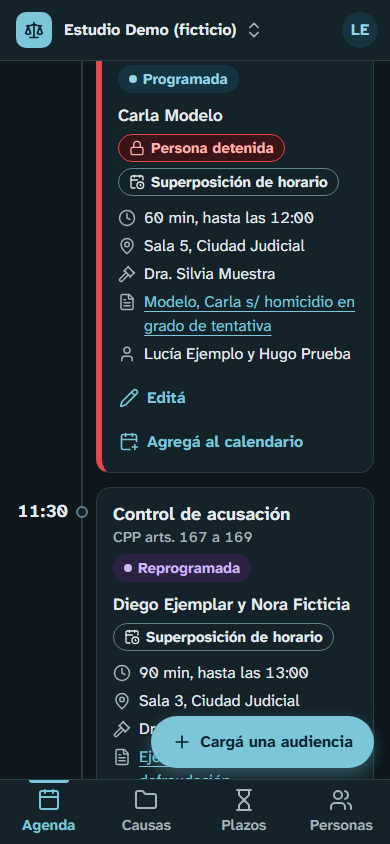 Estudio Demo (ficticio)
LE
Programada
Carla Modelo
Persona detenida
Superposición de horario
60 min, hasta las 12:00
Sala 5, Ciudad Judicial
Dra. Silvia Muestra
Modelo, Carla s/ homicidio en
grado de tentativa
Lucía Ejemplo y Hugo Prueba
Editá
Agregá al calendario
11:30
Control de acusación
CPP arts. 167 a 169
Reprogramada
Diego Ejemplar y Nora Ficticia
Superposición de horario
90 min, hasta las 13:00
Sala 3, Ciudad Judicial
Cargá una audiencia
Agenda
Causas
Plazos
Personas